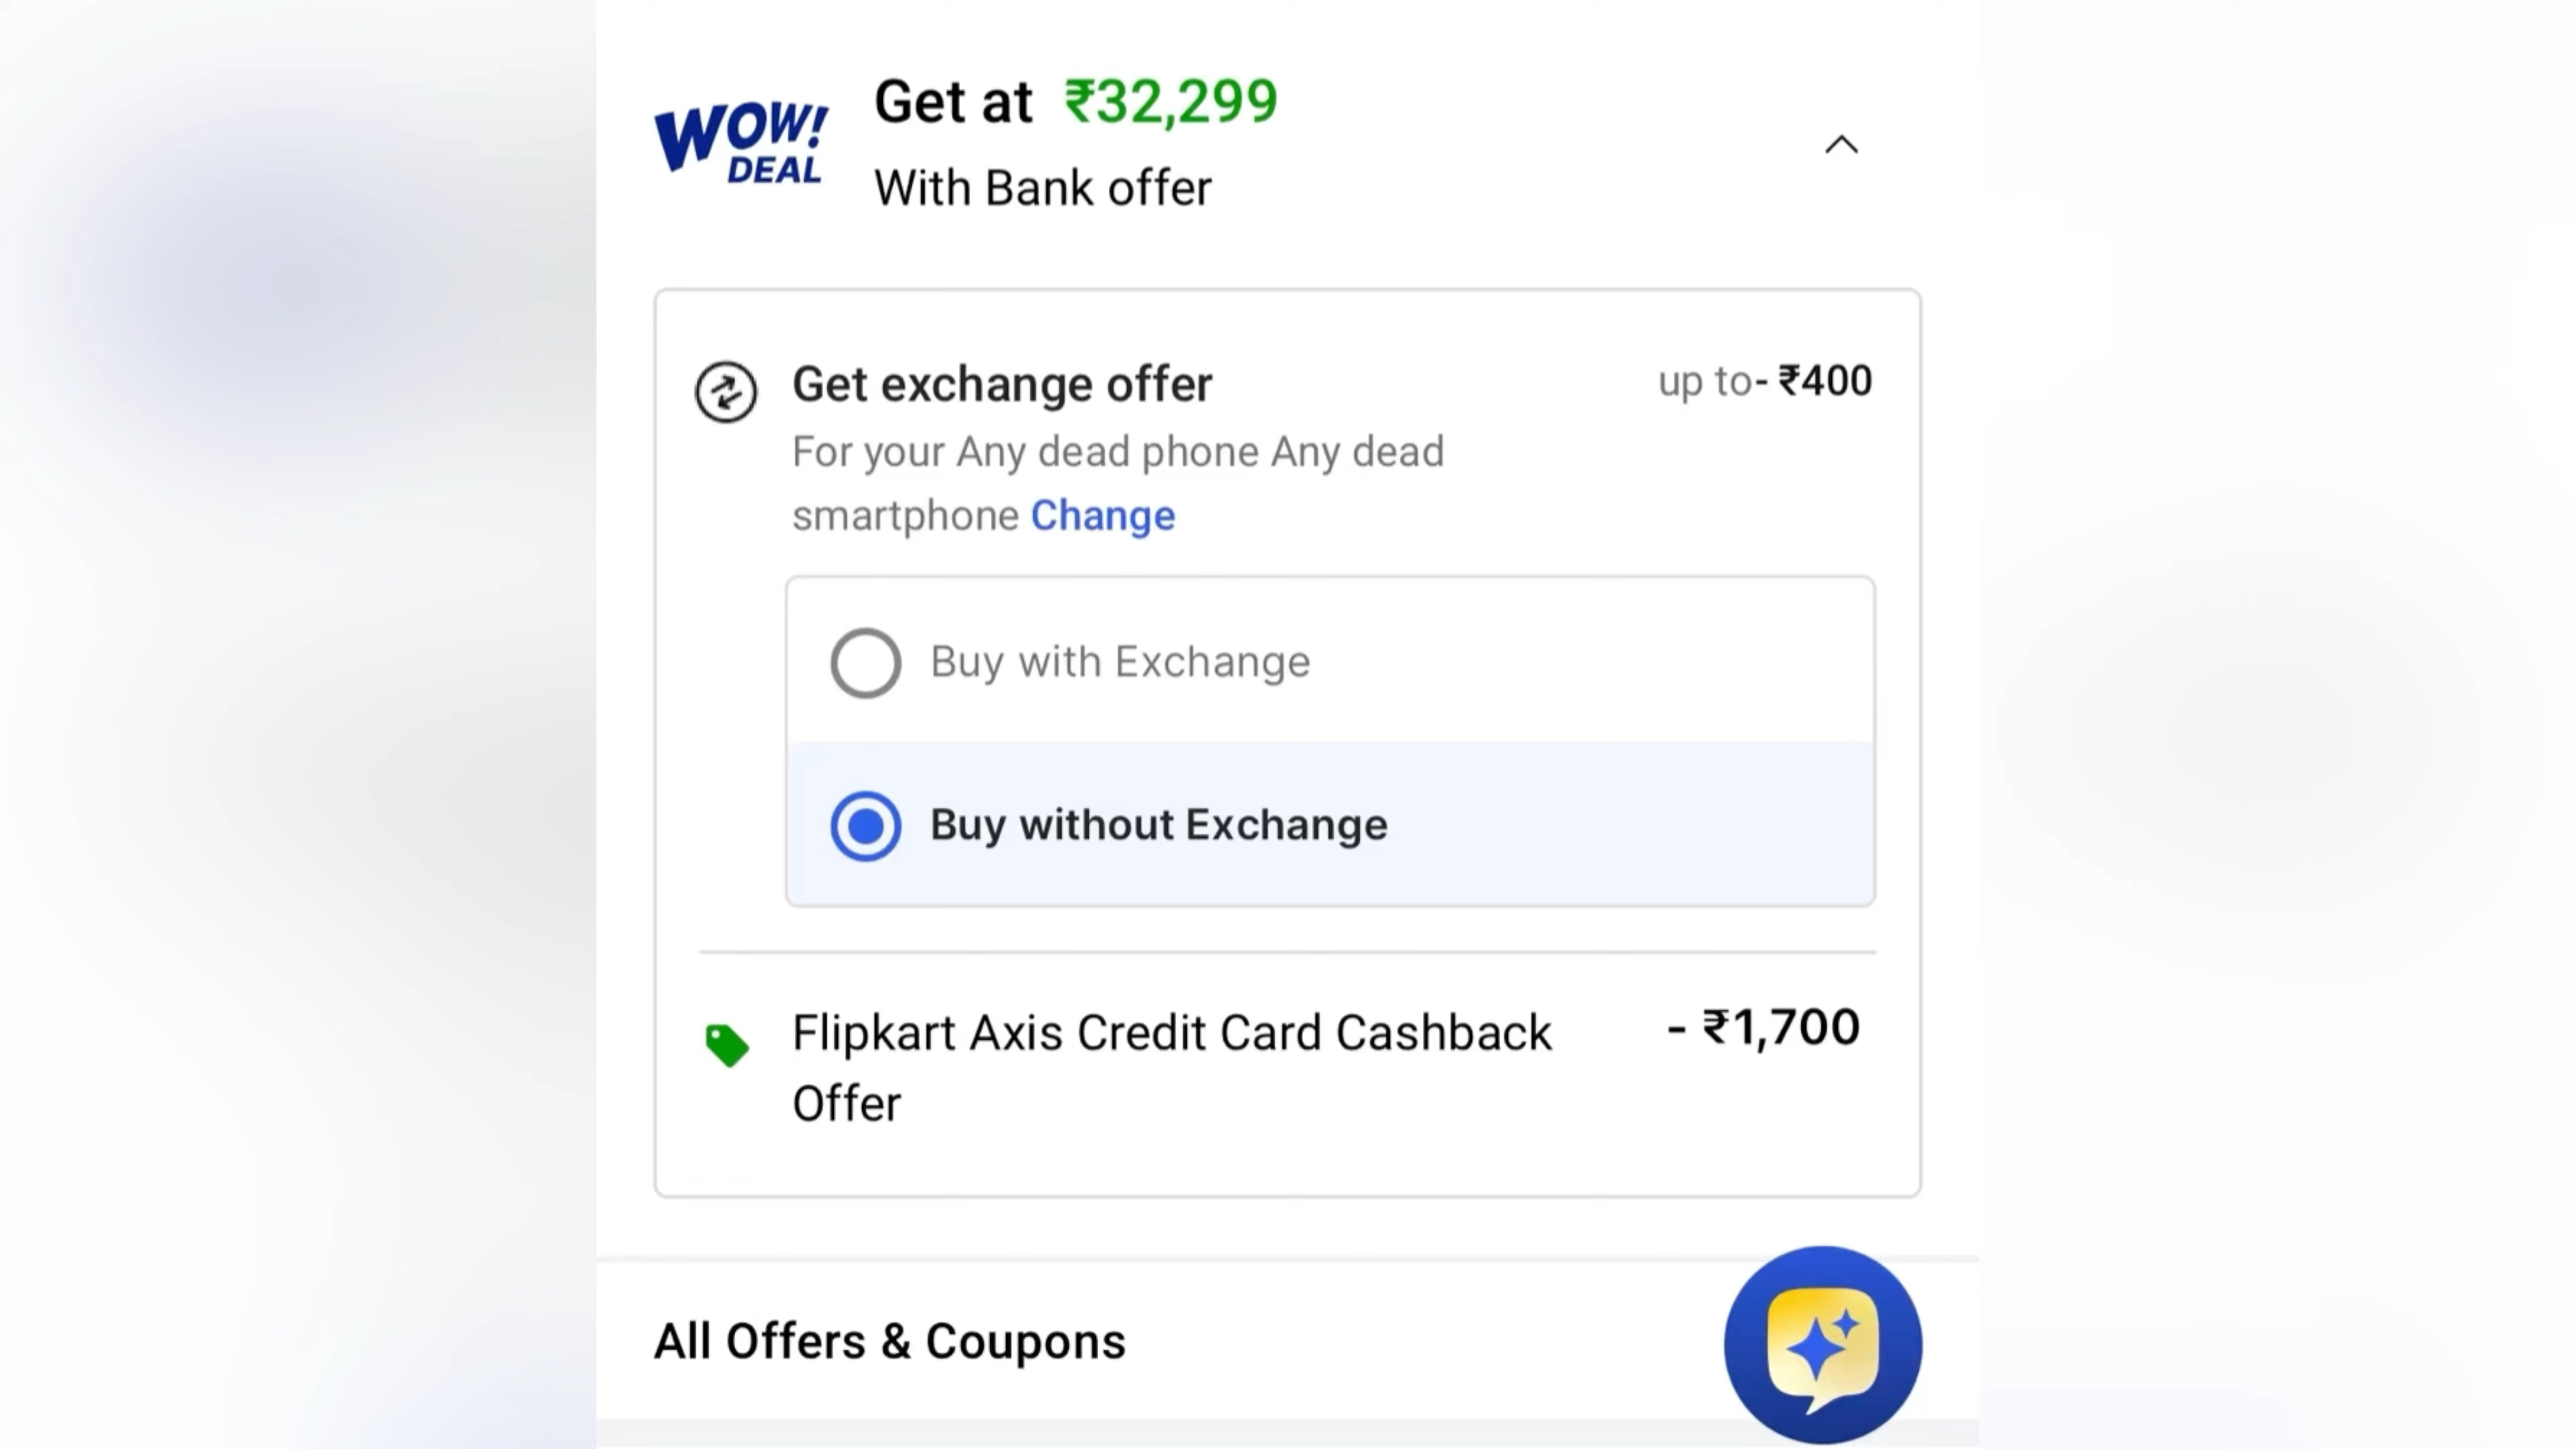 WOW!
DEAL
Get at ₹32,299
With Bank offer
Get exchange offer
up to- ₹400
For your Any dead phone Any dead
smartphone Change
Buy with Exchange
Buy without Exchange
Flipkart Axis Credit Card Cashback
Offer
- ₹1,700
All Offers & Coupons